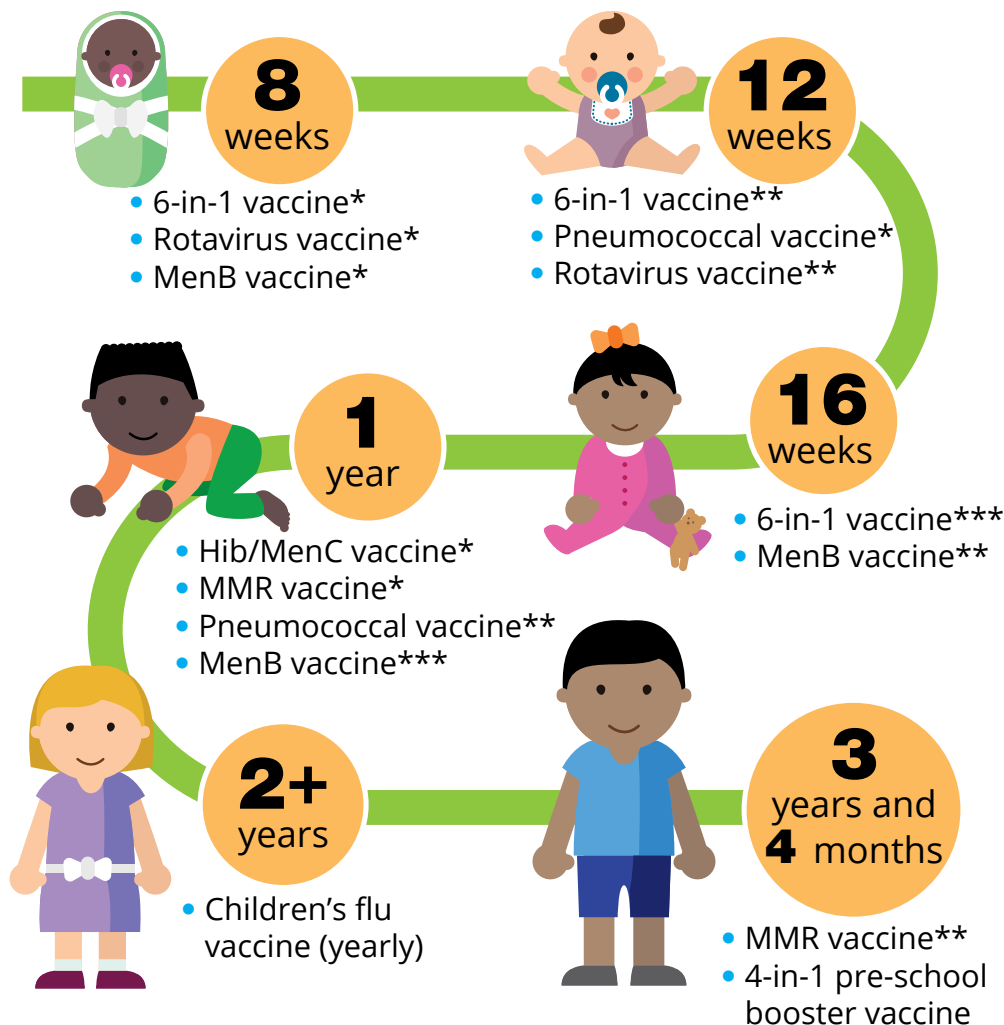 8
weeks
• 6-in-1 vaccine*
• Rotavirus vaccine*
• MenB vaccine*
12
weeks
• 6-in-1 vaccine**
• Pneumococcal vaccine*
• Rotavirus vaccine**
16
weeks
• 6-in-1 vaccine***
• MenB vaccine**
1
year
• Hib/MenC vaccine*
• MMR vaccine*
• Pneumococcal vaccine**
• MenB vaccine***
2+
years
• Children’s flu
vaccine (yearly)
3
years and
4 months
• MMR vaccine**
• 4-in-1 pre-school
booster vaccine